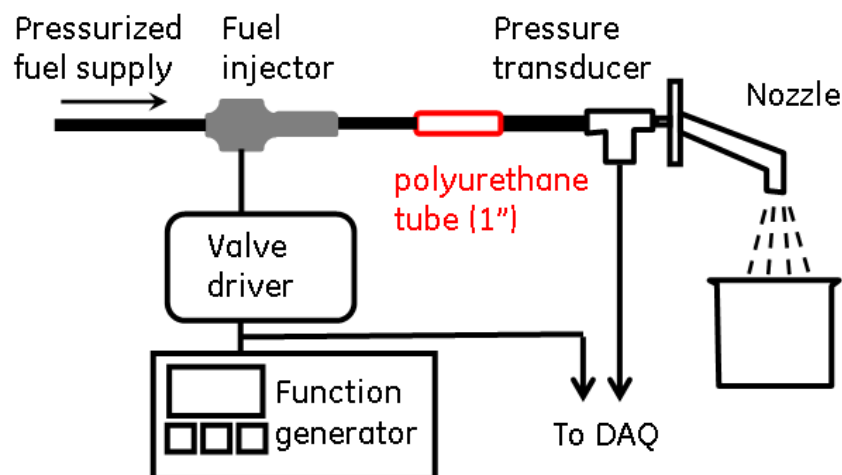 Pressurized
fuel supply
Fuel
injector
Pressure
transducer
Nozzle
polyurethane
tube (1”)
Valve
driver
Function
generator
To DAQ